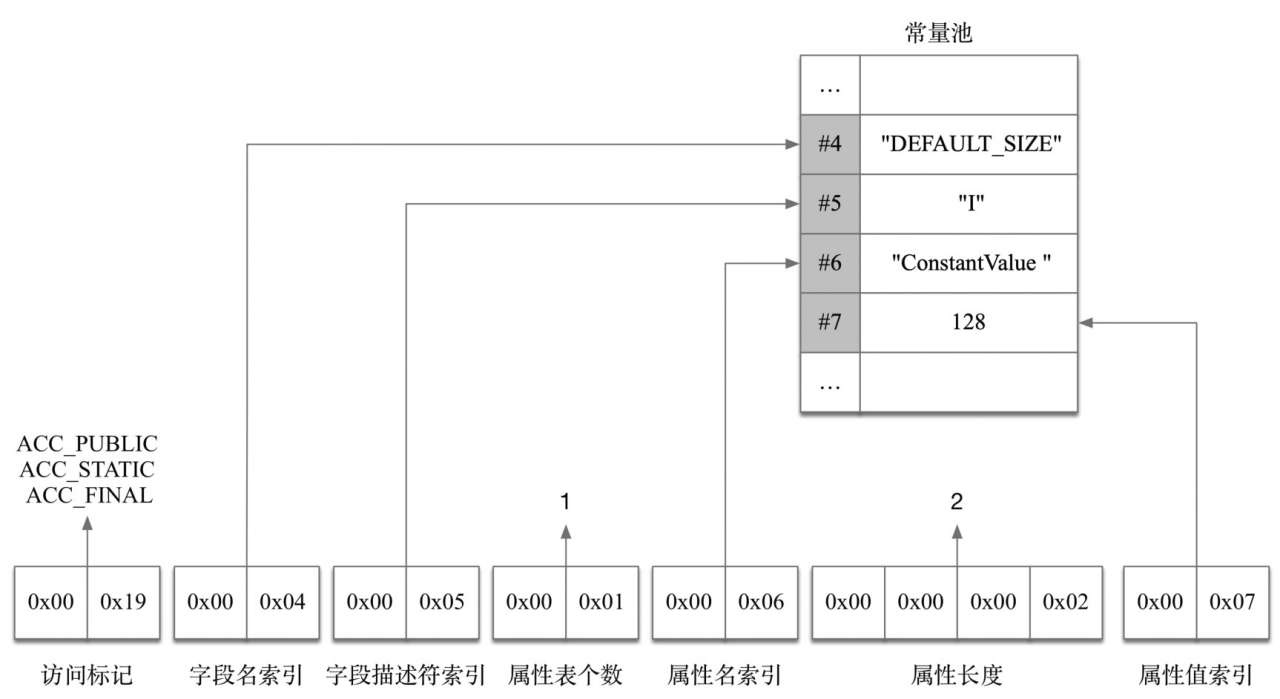 常量池
...
#4 "DEFAULT_SIZE"
#5 "I"
#6 "ConstantValue "
#7 128
...
ACC_PUBLIC
ACC_STATIC
ACC_FINAL
1
2
0x00 0x19 0x00 0x04 0x00 0x05 0x00 0x01 0x00 0x06 0x00 0x00 0x00 0x02 0x00 0x07
访问标记 字段名索引 字段描述符索引 属性表个数 属性名索引 属性长度 属性值索引